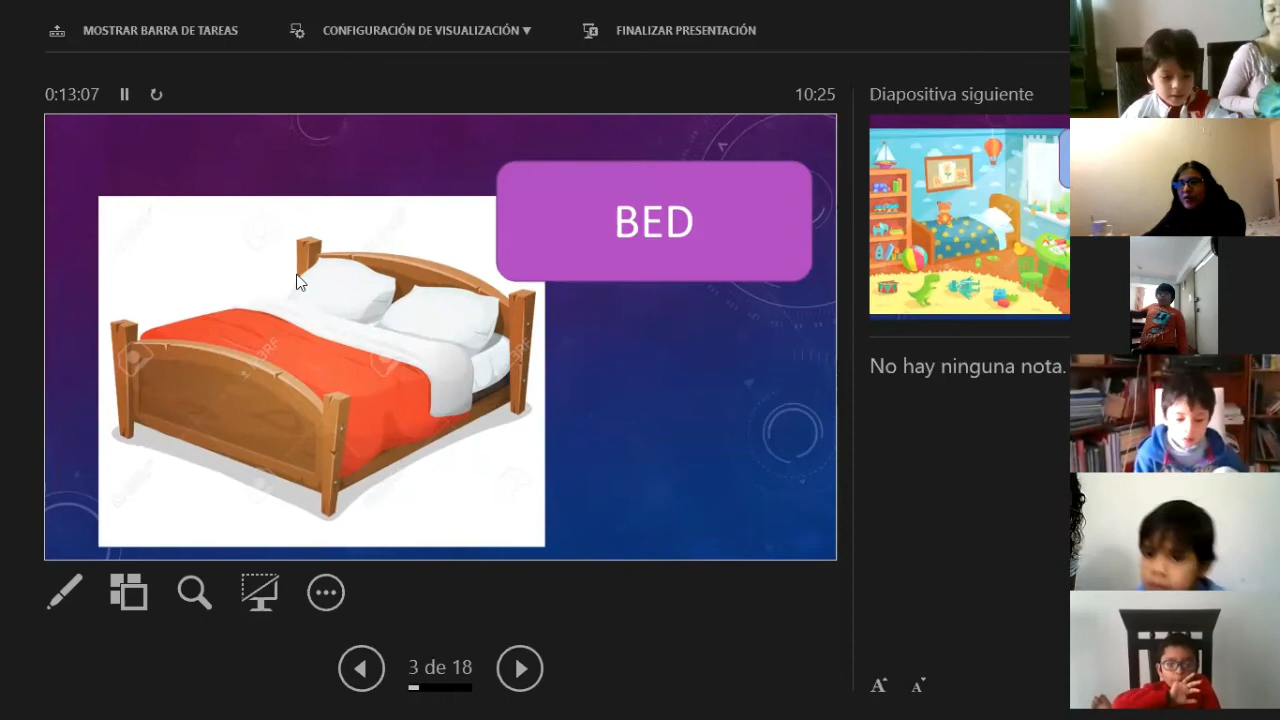 MOSTRAR BARRA DE TAREAS
CONFIGURACIÓN DE VISUALIZACIÓN ▼
FINALIZAR PRESENTACIÓN
0:13:07
10:25
Diapositiva siguiente
BED
No hay ninguna nota.
3 de 18
A A